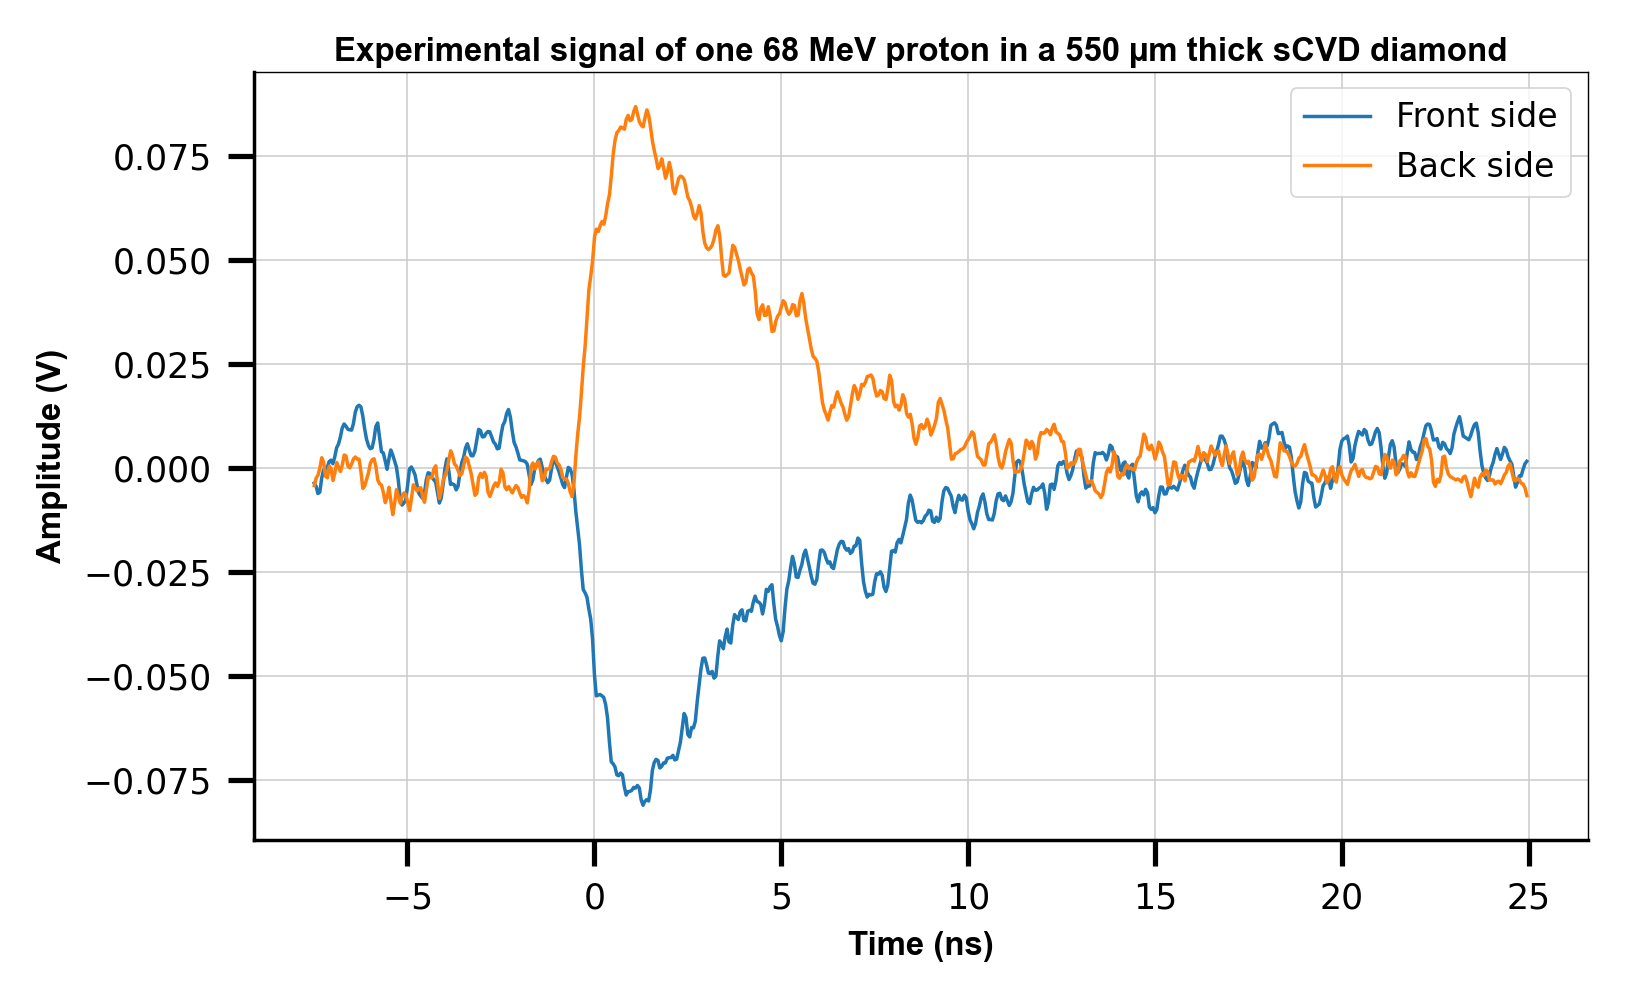 Experimental signal of one 68 MeV proton in a 550 µm thick sCVD diamond
Front side
Back side
Amplitude (V)
0.075
0.050
0.025
0.000
−0.025
−0.050
−0.075
−5 0 5 10 15 20 25
Time (ns)